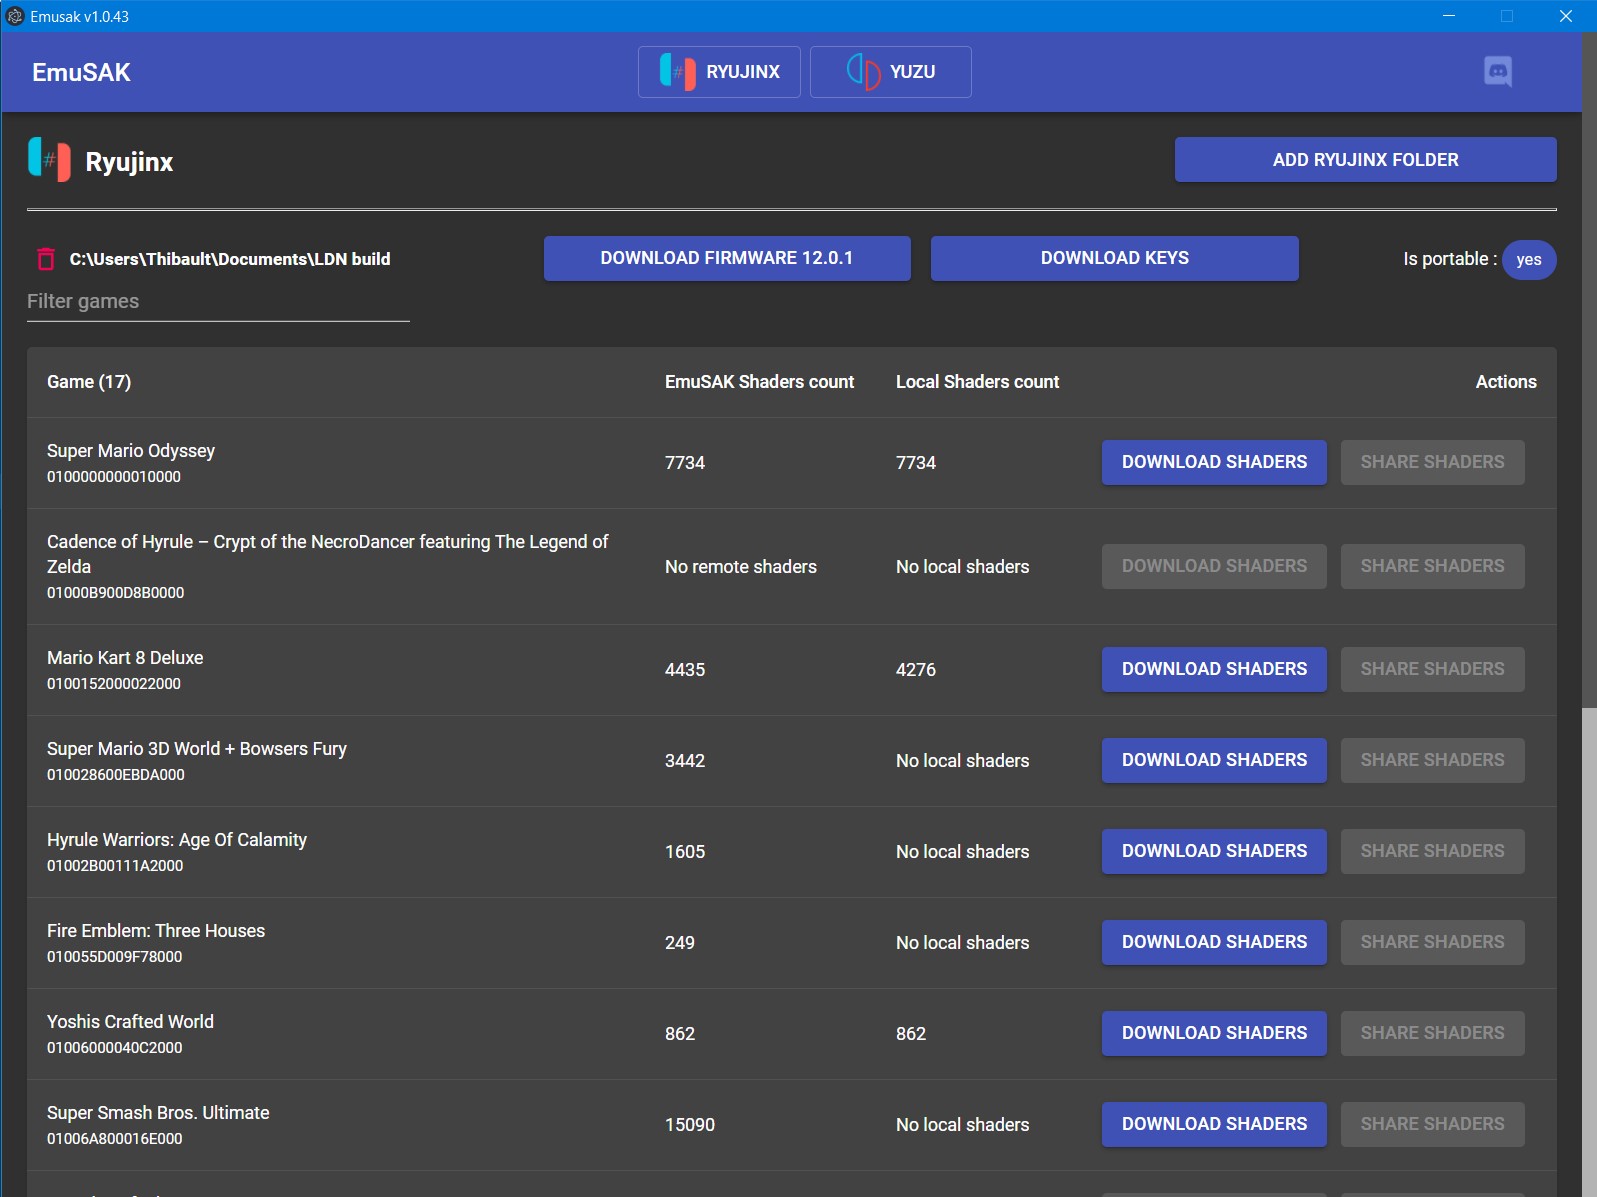 Emusak v1.0.43
EmuSAK
RYUJINX
YUZU
Ryujinx
ADD RYUJINX FOLDER
C:\Users\Thibault\Documents\LDN build
DOWNLOAD FIRMWARE 12.0.1
DOWNLOAD KEYS
Is portable : yes
Filter games
Game (17) EmuSAK Shaders count Local Shaders count Actions
Super Mario Odyssey
0100000000010000
7734 7734 DOWNLOAD SHADERS SHARE SHADERS
Cadence of Hyrule – Crypt of the NecroDancer featuring The Legend of
Zelda
01000B900D8B0000
No remote shaders No local shaders DOWNLOAD SHADERS SHARE SHADERS
Mario Kart 8 Deluxe
0100152000022000
4435 4276 DOWNLOAD SHADERS SHARE SHADERS
Super Mario 3D World + Bowsers Fury
010028600EBDA000
3442 No local shaders DOWNLOAD SHADERS SHARE SHADERS
Hyrule Warriors: Age Of Calamity
01002B00111A2000
1605 No local shaders DOWNLOAD SHADERS SHARE SHADERS
Fire Emblem: Three Houses
010055D009F78000
249 No local shaders DOWNLOAD SHADERS SHARE SHADERS
Yoshis Crafted World
01006000040C2000
862 862 DOWNLOAD SHADERS SHARE SHADERS
Super Smash Bros. Ultimate
01006A800016E000
15090 No local shaders DOWNLOAD SHADERS SHARE SHADERS